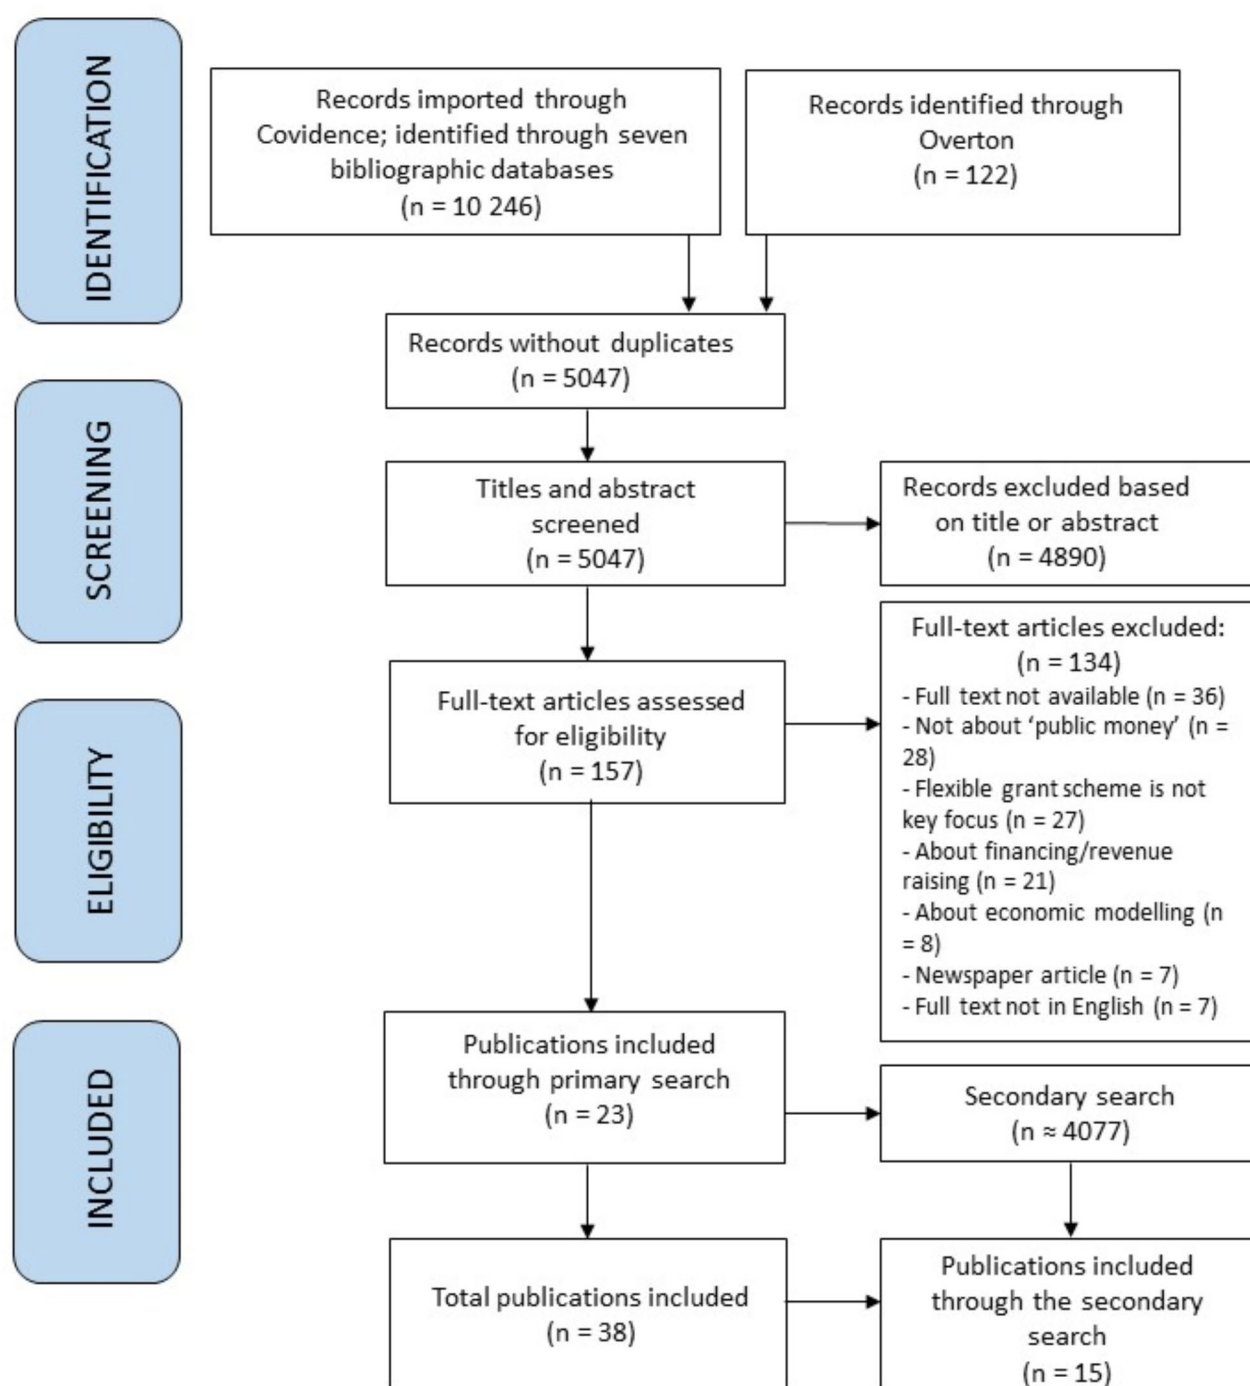 IDENTIFICATION
Records imported through
Covidence; identified through seven
bibliographic databases
(n = 10 246)
Records identified through
Overton
(n = 122)
Records without duplicates
(n = 5047)
SCREENING
Titles and abstract
screened
(n = 5047)
Records excluded based
on title or abstract
(n = 4890)
ELIGIBILITY
Full-text articles assessed
for eligibility
(n = 157)
Full-text articles excluded:
(n = 134)
- Full text not available (n = 36)
- Not about ‘public money’ (n =
28)
- Flexible grant scheme is not
key focus (n = 27)
- About financing/revenue
raising (n = 21)
- About economic modelling (n
= 8)
- Newspaper article (n = 7)
- Full text not in English (n = 7)
INCLUDED
Publications included
through primary search
(n = 23)
Secondary search
(n ≈ 4077)
Total publications included
(n = 38)
Publications included
through the secondary
search
(n = 15)